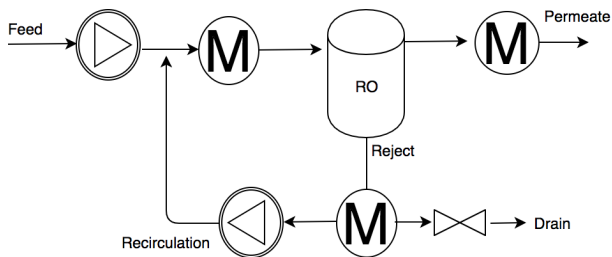 Feed
M
RO
M
Permeate
Reject
Recirculation
M
Drain